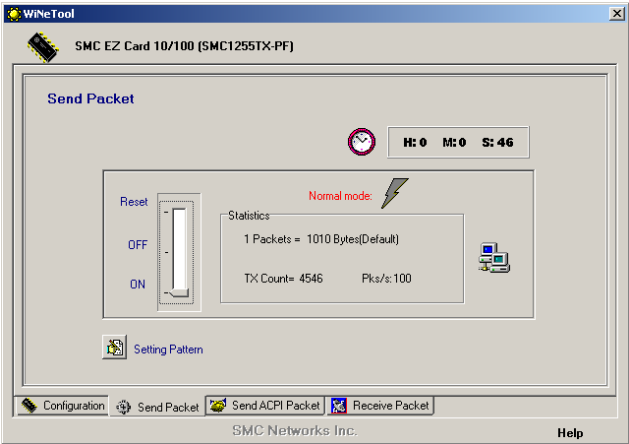 WiNeTool
SMC EZ Card 10/100 (SMC1255TX-PF)
Send Packet
H: 0 M: 0 S: 46
Reset
Normal mode:
Statistics
1 Packets = 1010 Bytes(Default)
OFF
TX Count= 4546 Pks/s: 100
ON
Setting Pattern
Configuration Send Packet Send ACPI Packet Receive Packet
SMC Networks Inc.
Help